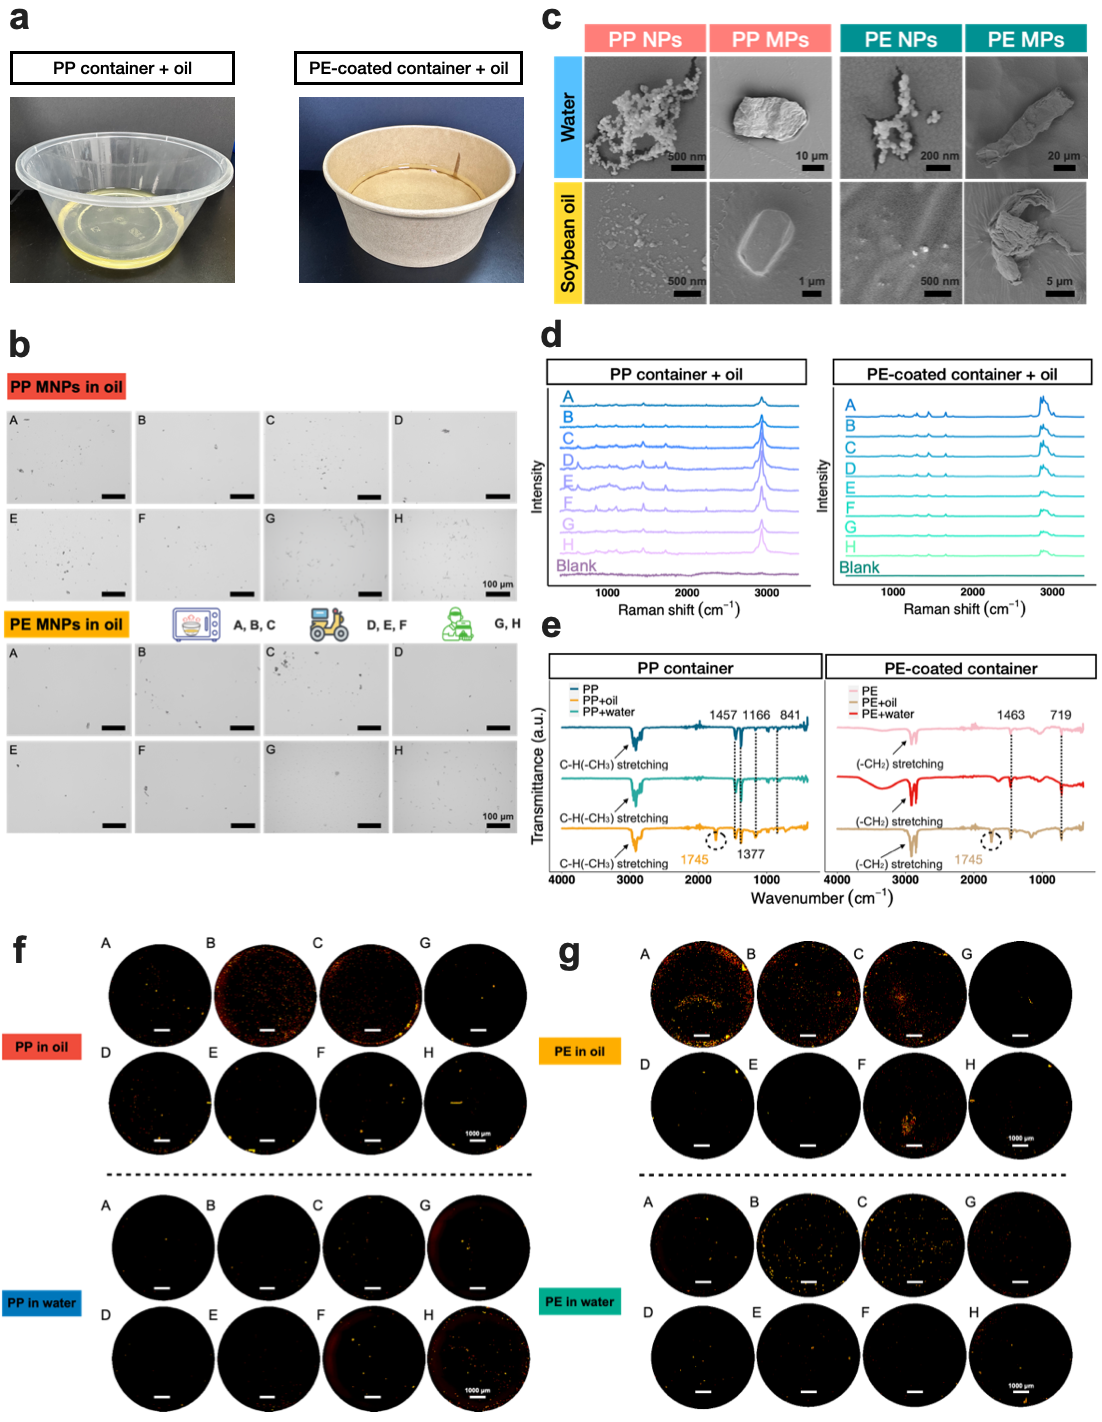 a
PP container + oil
PE-coated container + oil
b
PP MNPs in oil
A
B
C
D
E
F
G
H
100 µm
PE MNPs in oil
A, B, C
D, E, F
G, H
A
B
C
D
E
F
G
H
100 µm
c
PP NPs
PP MPs
PE NPs
PE MPs
Water
500 nm
10 µm
200 nm
20 µm
Soybean oil
500 nm
1 µm
500 nm
5 µm
d
PP container + oil
PE-coated container + oil
Intensity
A
B
C
D
E
F
G
H
Blank
1000
2000
3000
Raman shift (cm⁻¹)
Intensity
A
B
C
D
E
F
G
H
Blank
1000
2000
3000
Raman shift (cm⁻¹)
e
PP container
PE-coated container
Transmittance (a.u.)
PP
PP+oil
PP+water
1457
1166
841
C-H(-CH₃) stretching
C-H(-CH₃) stretching
C-H(-CH₃) stretching
1745
1377
4000
3000
2000
1000
PE
PE+oil
PE+water
1463
719
(-CH₂) stretching
(-CH₂) stretching
(-CH₂) stretching
1745
4000
3000
2000
1000
Wavenumber (cm⁻¹)
f
PP in oil
A
B
C
G
D
E
F
H
1000 µm
PP in water
A
B
C
G
D
E
F
H
1000 µm
g
PE in oil
A
B
C
G
D
E
F
H
1000 µm
PE in water
A
B
C
G
D
E
F
H
1000 µm